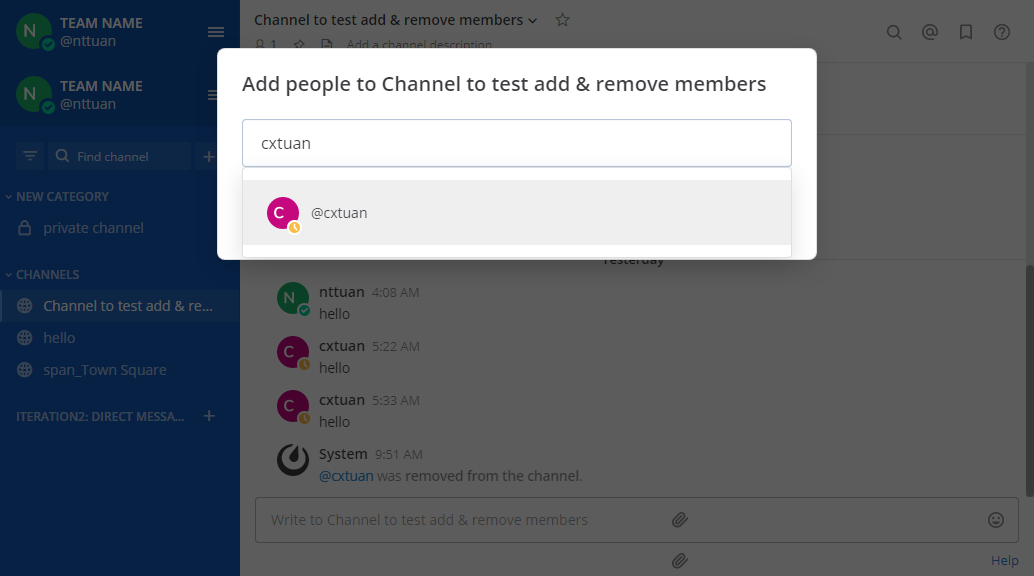 N
TEAM NAME
@nttuan
N
TEAM NAME
@nttuan
Find channel
NEW CATEGORY
private channel
CHANNELS
Channel to test add & re...
hello
span_Town Square
ITERATION2: DIRECT MESSA...
Channel to test add & remove members
1
Add a channel description
Add people to Channel to test add & remove members
cxtuan
C
@cxtuan
Yesterday
N
nttuan 4:08 AM
hello
C
cxtuan 5:22 AM
hello
C
cxtuan 5:33 AM
hello
System 9:51 AM
@cxtuan was removed from the channel.
Write to Channel to test add & remove members
Help